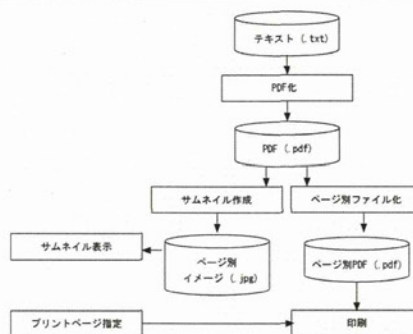 テキスト (.txt)
PDF化
PDF (.pdf)
サムネイル作成
ページ別ファイル化
サムネイル表示
ページ別
イメージ (.jpg)
ページ別PDF (.pdf)
プリントページ指定
印刷